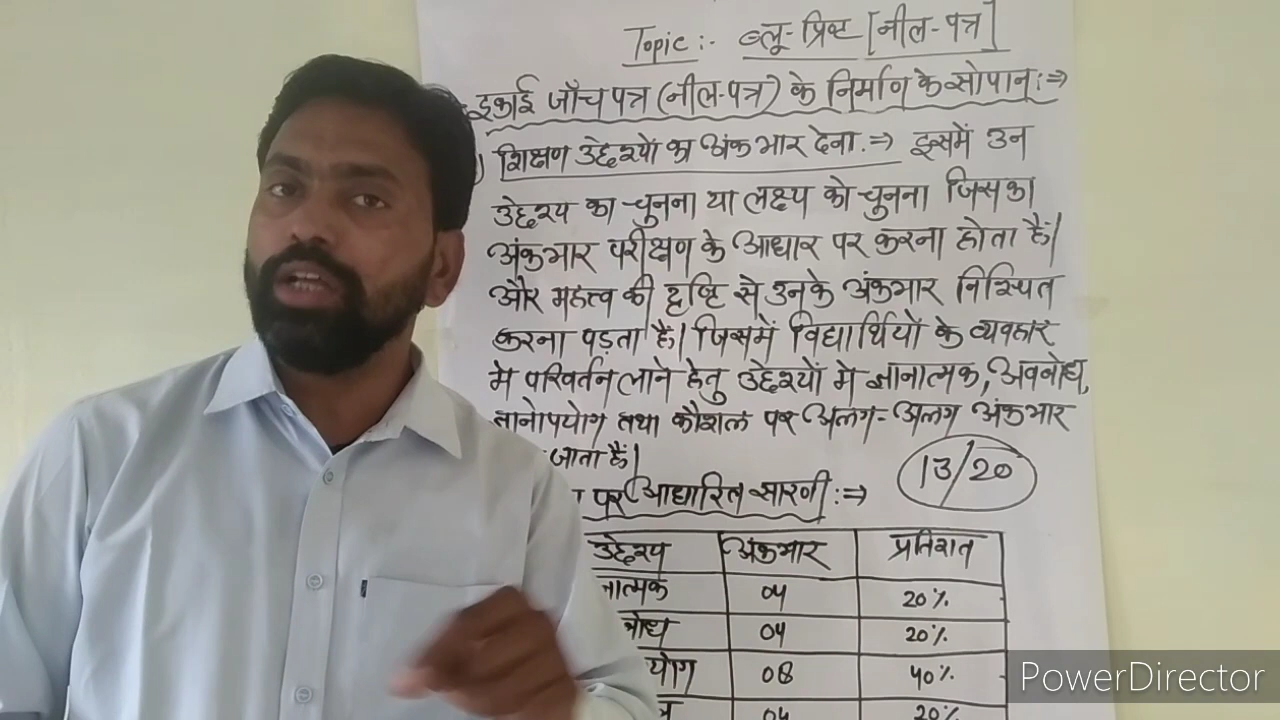 Topic :- ब्लू-प्रिष्ट [नील-पत्र]
इकाई जाँच पत्र (नील-पत्र) के निर्माण के सोपान :⇒
) शिक्षण उद्देश्यों का अंकभार देना. ⇒ इसमें उन
उद्देश्य का चुनना या लक्ष्य को चुनना जिसका
अंकभार परीक्षण के आधार पर करना होता हैं।
और महत्त्व की दृष्टि से उनके अंकभार निश्चित
करना पड़ता हैं। जिसमें विद्यार्थियों के व्यवहार
मे परिवर्तन लाने हेतु उद्देश्यों मे ज्ञानात्मक, अवबोध,
ज्ञानोपयोग तथा कौशल पर अलग-अलग अंकभार
जाता हैं।
13/20
पर आधारित सारणी :⇒
उद्देश्य अंकभार प्रतिशत
नात्मक 04 20%
बोध 04 20%
योग 08 40%
04 20%
PowerDirector